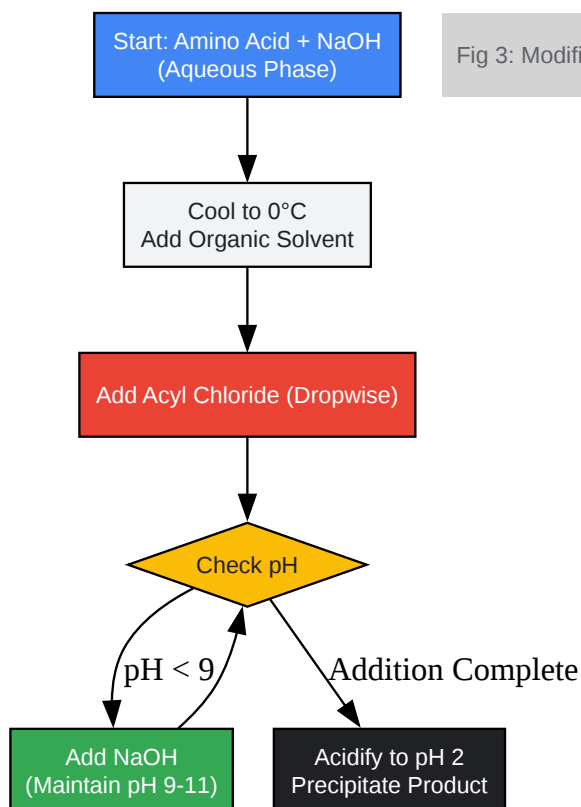 Start: Amino Acid + NaOH
(Aqueous Phase)
Fig 3:
Cool to 0°C
Add Organic Solvent
Add Acyl Chloride (Dropwise)
Check pH
pH < 9
Addition Complete
Add NaOH
(Maintain pH 9-11)
Acidify to pH 2
Precipitate Product